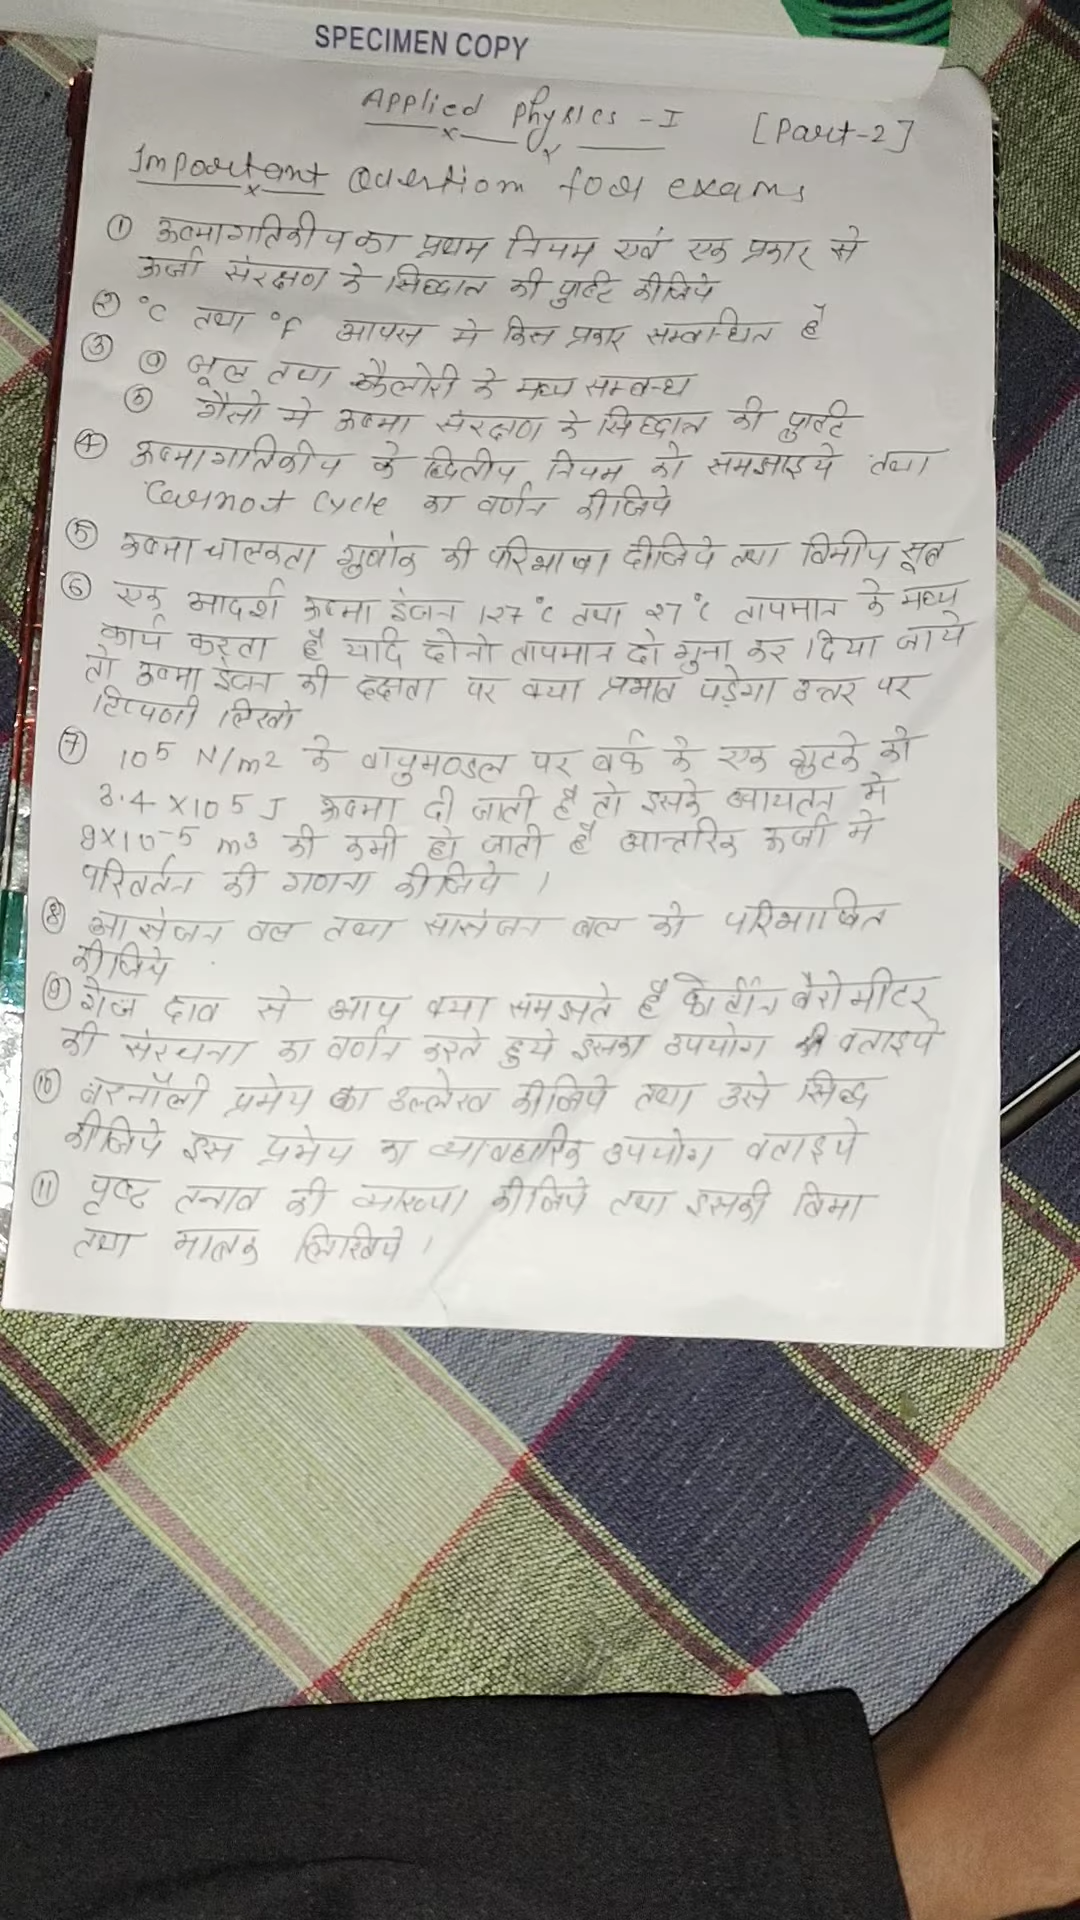 SPECIMEN COPY
Applied Physics - I [Part-2]
Important Question for exams
① ऊष्मागतिकीय का प्रथम नियम एवं एक प्रकार से
ऊर्जा संरक्षण के सिध्दान्त की पुष्टि कीजिये
② °C तथा °F आपस मे किस प्रकार सम्बन्धित है
③ ⓐ जूल तथा कैलोरी के मध्य सम्बन्ध
ⓑ गैसो मे ऊष्मा संरक्षण के सिध्दान्त की पुष्टि
④ ऊष्मागतिकीय के द्वितीय नियम को समझाइये तथा
Carnot Cycle का वर्णन कीजिये
⑤ ऊष्मा चालकता गुणांक की परिभाषा दीजिये तथा विमीय सूत्र
⑥ एक आदर्श ऊष्मा इंजन 127°C तथा 27°C तापमान के मध्य
कार्य करता है यदि दोनो तापमान दो गुना कर दिया जाये
तो ऊष्मा इंजन की दक्षता पर क्या प्रभाव पड़ेगा उत्तर पर
टिप्पणी लिखो
⑦ 10 5 N/m2 के वायुमण्डल पर बर्फ के एक गुटके को
3.4 ×10 5 J ऊष्मा दी जाती है तो इसके आयतन मे
9×10-5 m3 की कमी हो जाती है आन्तरिक ऊर्जा मे
परिवर्तन की गणना कीजिये ।
⑧ आसंजन बल तथा सासंजन बल को परिभाषित
कीजिये
⑨ गेज दाब से आप क्या समझते है फोर्टीन बैरोमीटर
की संरचना का वर्णन करते हुये इसका उपयोग भी बताइये
⑩ बरनॉली प्रमेय का उल्लेख कीजिये तथा उसे सिध्द
कीजिये इस प्रमेय का व्यावहारिक उपयोग बताइये
⑪ पृष्ट तनाव की व्याख्या कीजिये तथा इसकी विमा
तथा मात्रक लिखिये ।